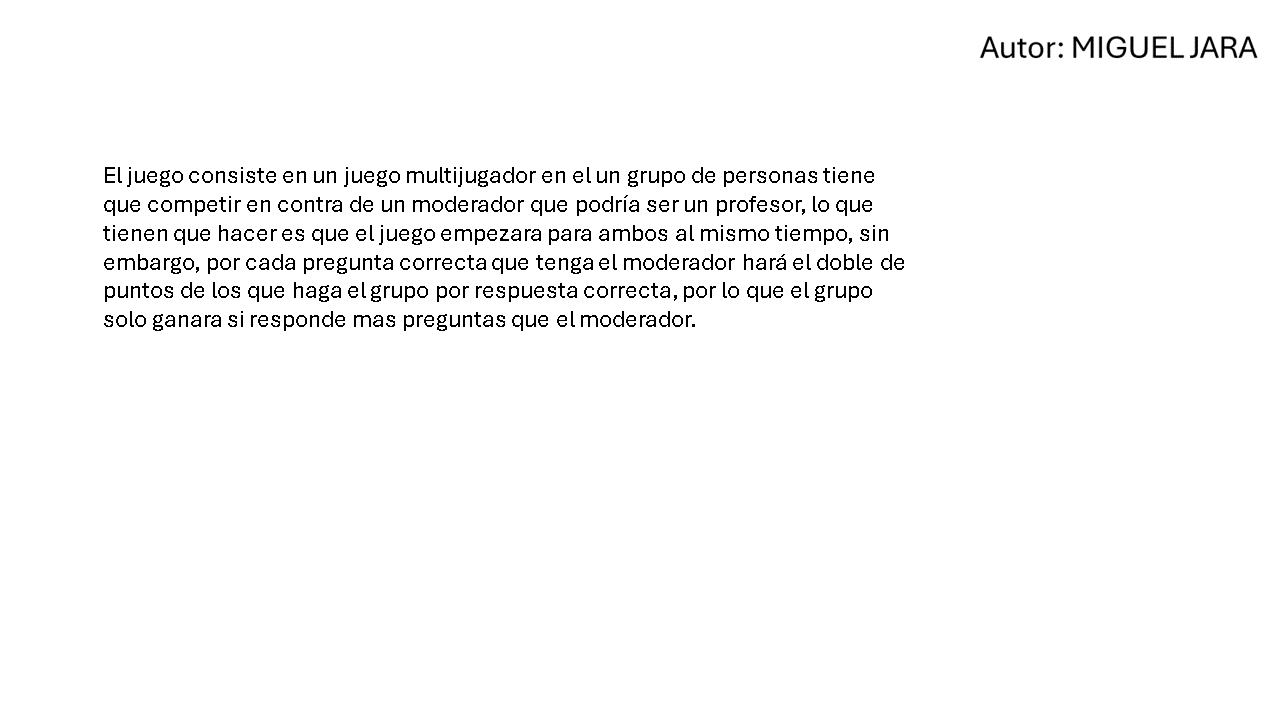 Autor: MIGUEL JARA
El juego consiste en un juego multijugador en el un grupo de personas tiene
que competir en contra de un moderador que podría ser un profesor, lo que
tienen que hacer es que el juego empezara para ambos al mismo tiempo, sin
embargo, por cada pregunta correcta que tenga el moderador hará el doble de
puntos de los que haga el grupo por respuesta correcta, por lo que el grupo
solo ganara si responde mas preguntas que el moderador.